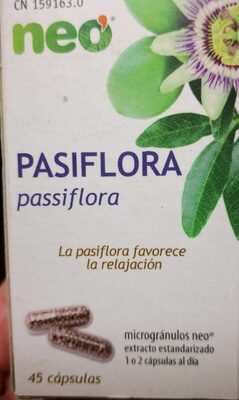 CN 159163.0
neo
PASIFLORA
passiflora
La pasiflora favorece
la relajación
microgránulos neo®
extracto estandarizado
1 o 2 cápsulas al día
45 cápsulas